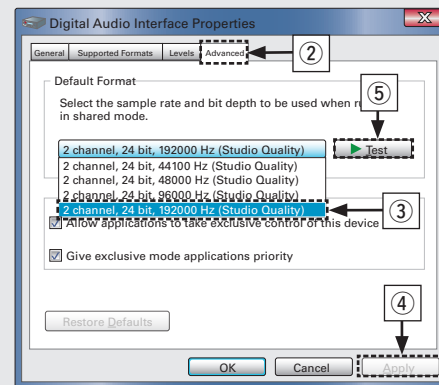 Digital Audio Interface Properties
General Supported Formats Levels Advanced
②
Default Format
⑤
Select the sample rate and bit depth to be used when
in shared mode.
2 channel, 24 bit, 192000 Hz (Studio Quality)
Test
2 channel, 24 bit, 44100 Hz (Studio Quality)
2 channel, 24 bit, 48000 Hz (Studio Quality)
2 channel, 24 bit, 96000 Hz (Studio Quality)
2 channel, 24 bit, 192000 Hz (Studio Quality)
③
Allow applications to take exclusive control of this device
Give exclusive mode applications priority
④
Restore Defaults
OK Cancel Apply